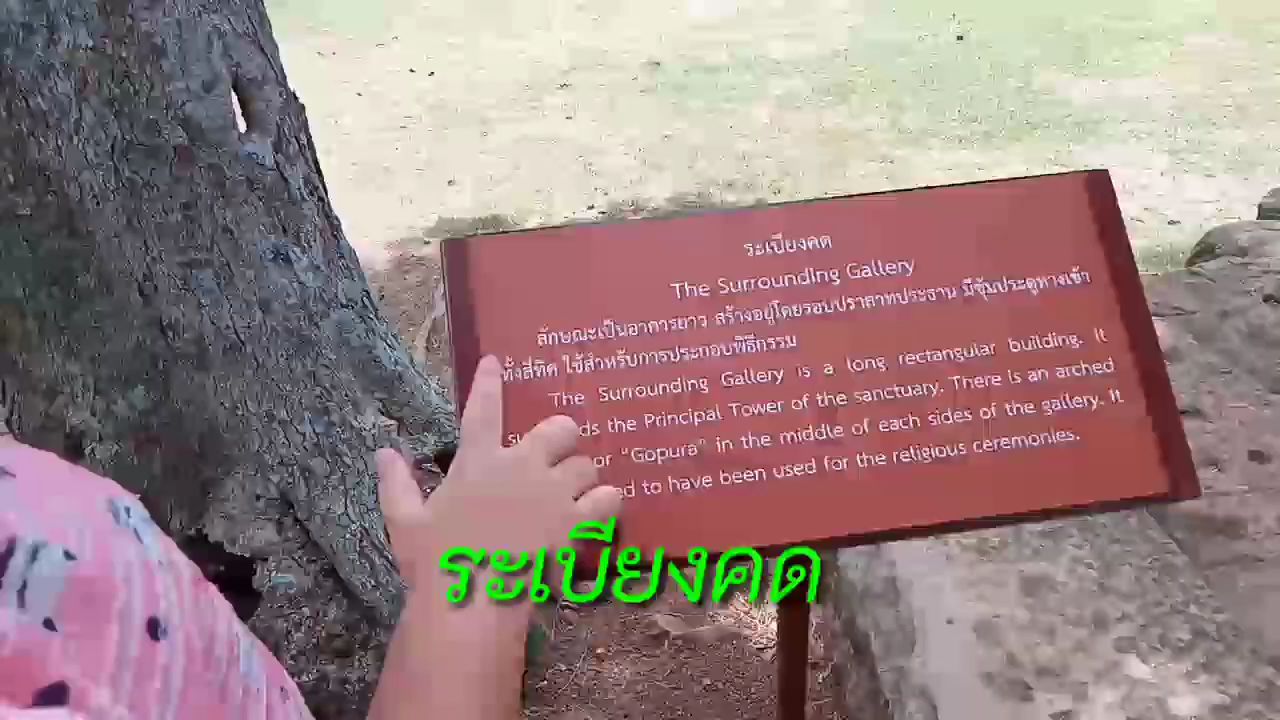 ระเบียงคด
The Surrounding Gallery
ลักษณะเป็นอาคารยาว สร้างอยู่โดยรอบปราสาทประธาน มีซุ้มประตูทางเข้า
ทั้งสี่ทิศ ใช้สำหรับการประกอบพิธีกรรม
The Surrounding Gallery is a long rectangular building. It
the Principal Tower of the sanctuary. There is an arched
or “Gopura” in the middle of each sides of the gallery. It
to have been used for the religious ceremonies.
ระเบียงคด